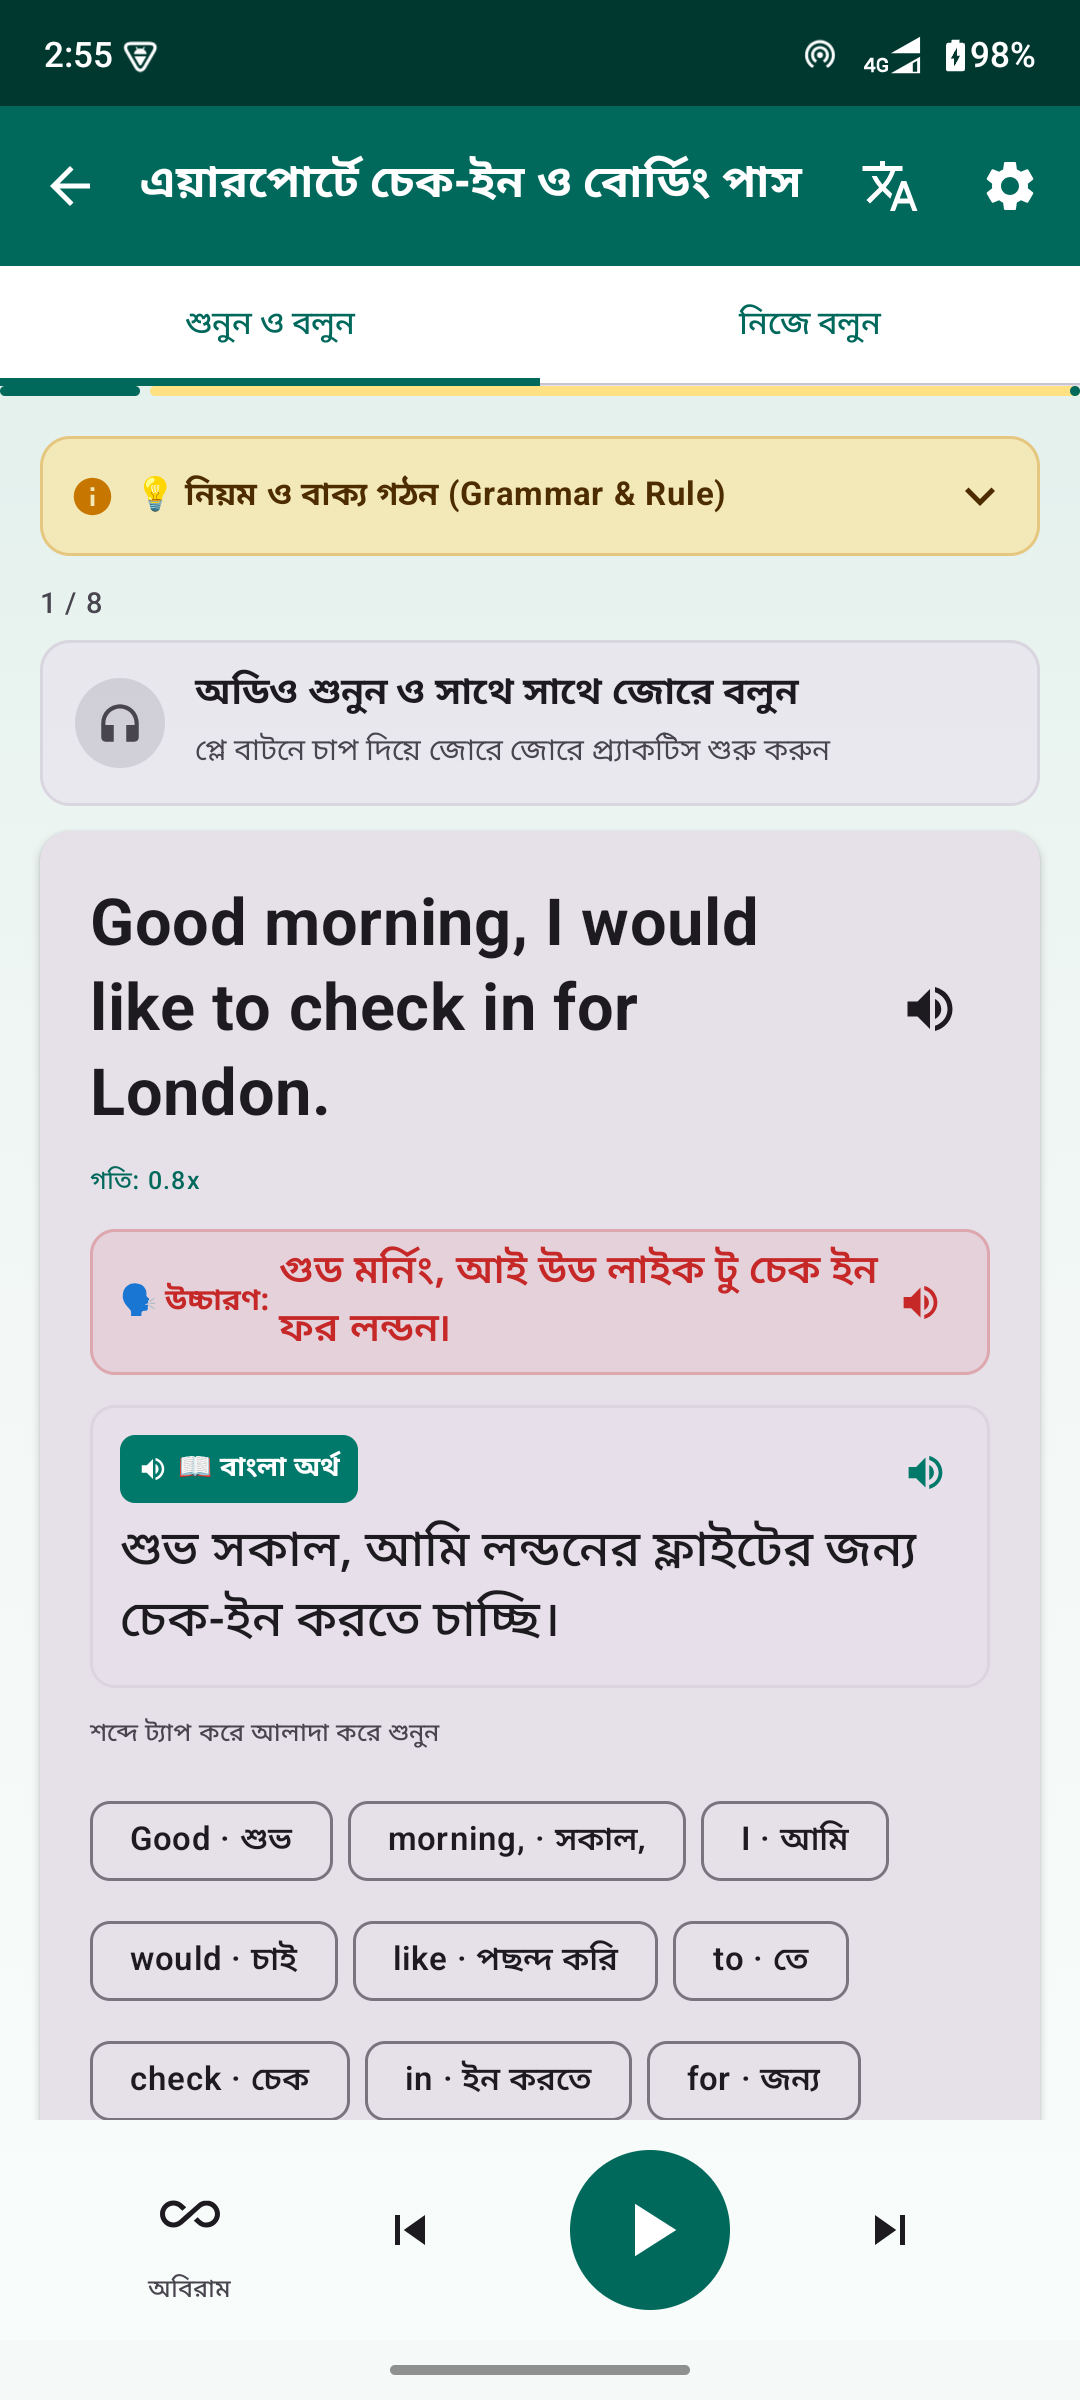 2:55
4G
98%
এয়ারপোর্টে চেক-ইন ও বোর্ডিং পাস
শুনুন ও বলুন
নিজে বলুন
💡 নিয়ম ও বাক্য গঠন (Grammar & Rule)
1 / 8
অডিও শুনুন ও সাথে সাথে জোরে বলুন
প্লে বাটনে চাপ দিয়ে জোরে জোরে প্র্যাকটিস শুরু করুন
Good morning, I would
like to check in for
London.
গতি: 0.8x
🗣️ উচ্চারণ:
গুড মর্নিং, আই উড লাইক টু চেক ইন
ফর লন্ডন।
📖 বাংলা অর্থ
শুভ সকাল, আমি লন্ডনের ফ্লাইটের জন্য
চেক-ইন করতে চাচ্ছি।
শব্দে ট্যাপ করে আলাদা করে শুনুন
Good · শুভ
morning, · সকাল,
I · আমি
would · চাই
like · পছন্দ করি
to · তে
check · চেক
in · ইন করতে
for · জন্য
অবিরাম